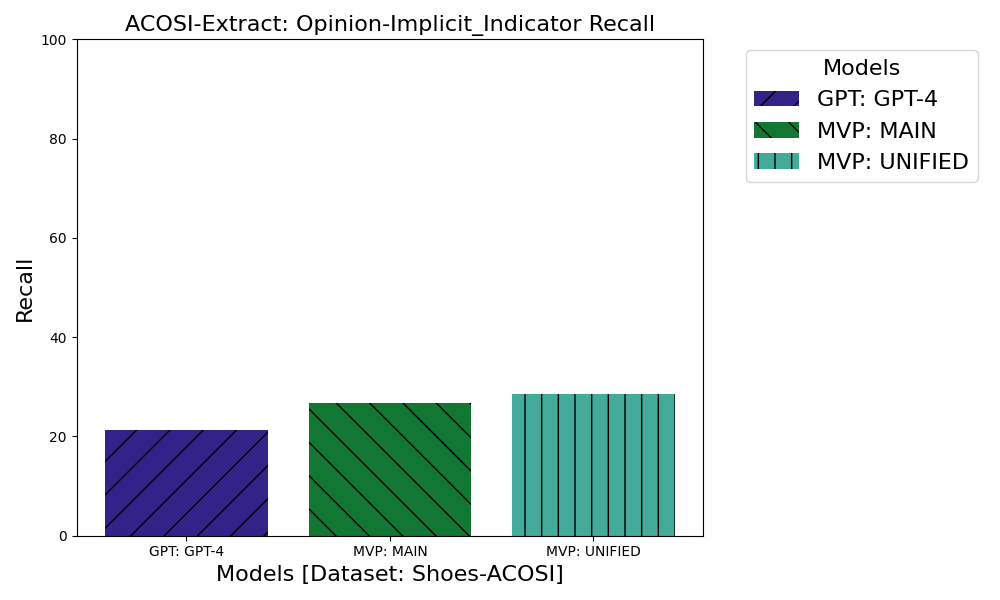 ACOSI-Extract: Opinion-Implicit_Indicator Recall
Models
GPT: GPT-4
MVP: MAIN
MVP: UNIFIED
Recall
100
80
60
40
20
0
GPT: GPT-4
MVP: MAIN
MVP: UNIFIED
Models [Dataset: Shoes-ACOSI]